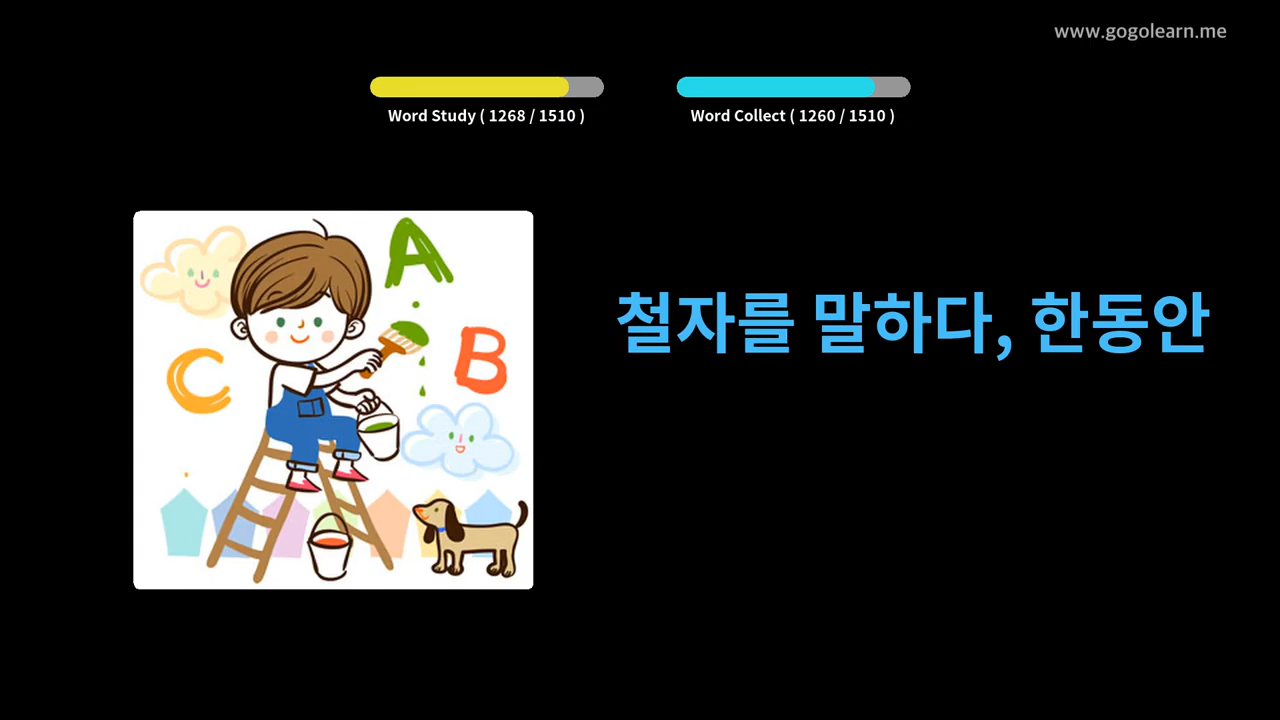 www.gogolearn.me
Word Study ( 1268 / 1510 )
Word Collect ( 1260 / 1510 )
A
B
C
철자를 말하다, 한동안